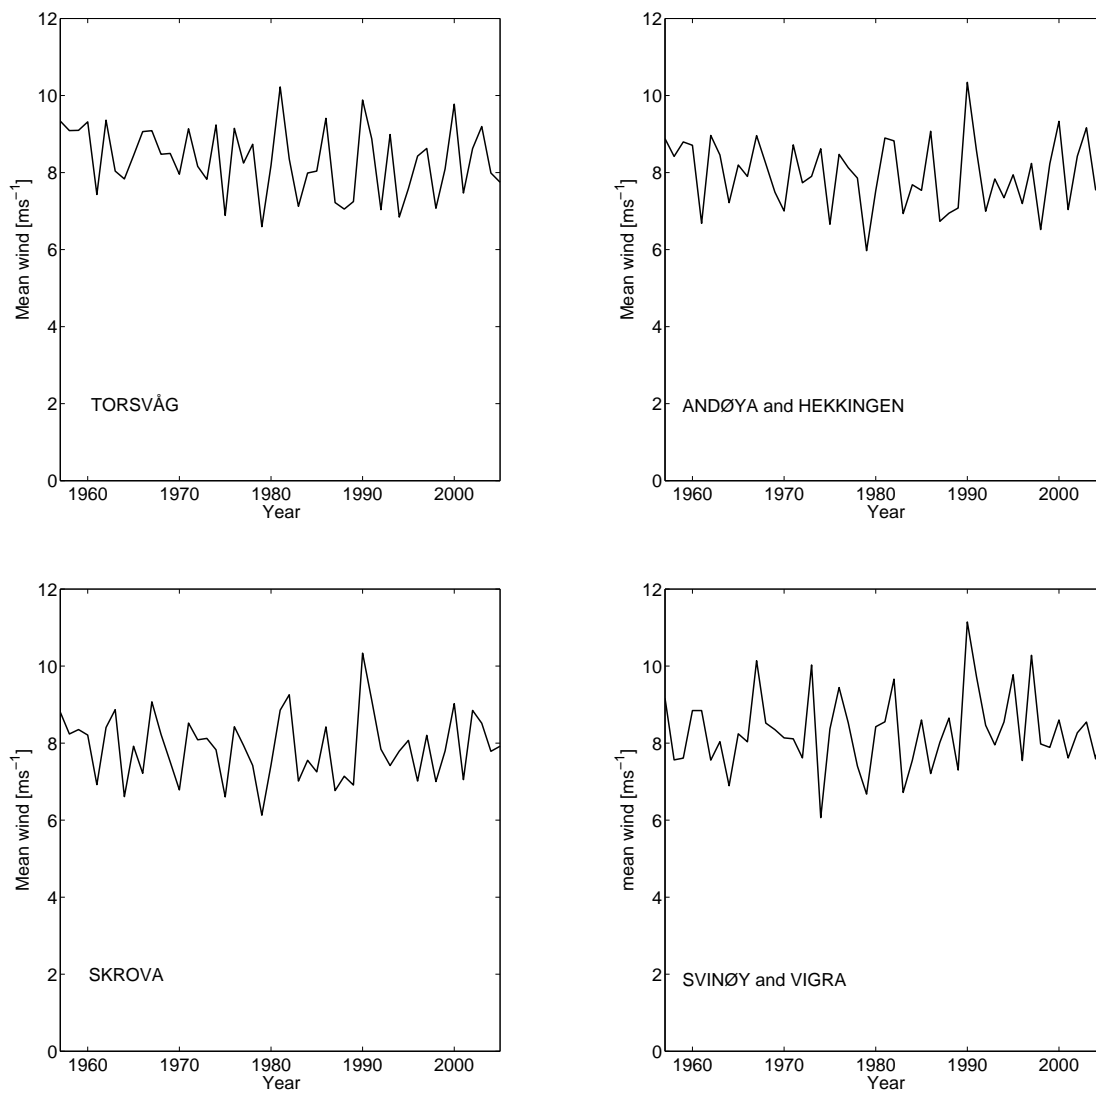 12
10
8
6
4
2
0
Mean wind [ms⁻¹]
TORSVÅG
1960 1970 1980 1990 2000
Year
12
10
8
6
4
2
0
Mean wind [ms⁻¹]
ANDØYA and HEKKINGEN
1960 1970 1980 1990 2000
Year
12
10
8
6
4
2
0
Mean wind [ms⁻¹]
SKROVA
1960 1970 1980 1990 2000
Year
12
10
8
6
4
2
0
mean wind [ms⁻¹]
SVINØY and VIGRA
1960 1970 1980 1990 2000
Year